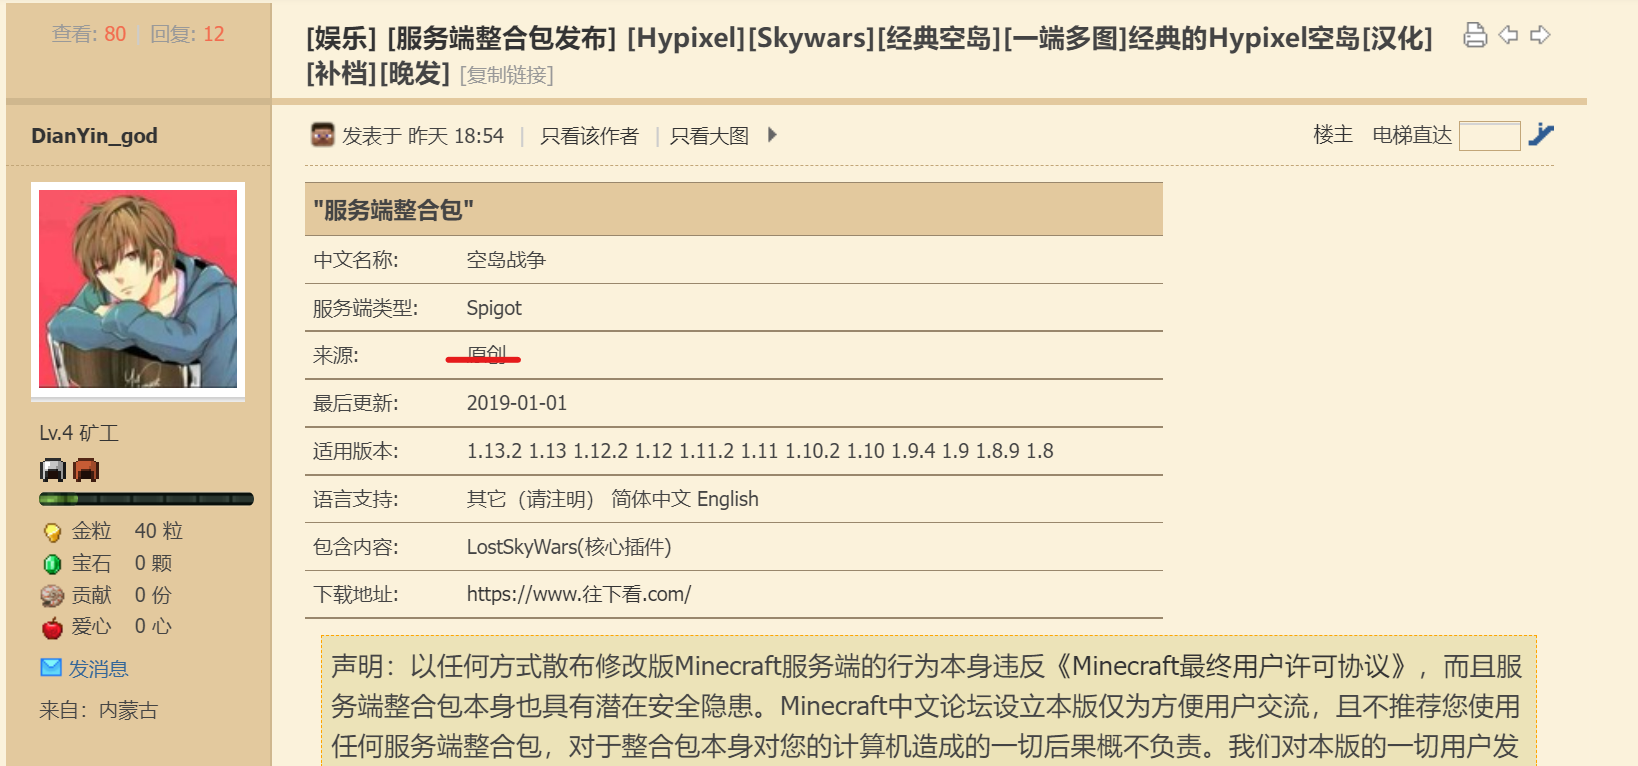 查看: 80 回复: 12
[娱乐] [服务端整合包发布] [Hypixel][Skywars][经典空岛][一端多图]经典的Hypixel空岛[汉化]
[补档][晚发] [复制链接]
DianYin_god
发表于 昨天 18:54 | 只看该作者 | 只看大图
楼主 电梯直达
"服务端整合包"
中文名称: 空岛战争
服务端类型: Spigot
来源: 原创
最后更新: 2019-01-01
适用版本: 1.13.2 1.13 1.12.2 1.12 1.11.2 1.11 1.10.2 1.10 1.9.4 1.9 1.8.9 1.8
语言支持: 其它（请注明） 简体中文 English
包含内容: LostSkyWars(核心插件)
下载地址: https://www.往下看.com/
Lv.4 矿工
金粒 40 粒
宝石 0 颗
贡献 0 份
爱心 0 心
发消息
来自：内蒙古
声明：以任何方式散布修改版Minecraft服务端的行为本身违反《Minecraft最终用户许可协议》，而且服
务端整合包本身也具有潜在安全隐患。Minecraft中文论坛设立本版仅为方便用户交流，且不推荐您使用
任何服务端整合包，对于整合包本身对您的计算机造成的一切后果概不负责。我们对本版的一切用户发